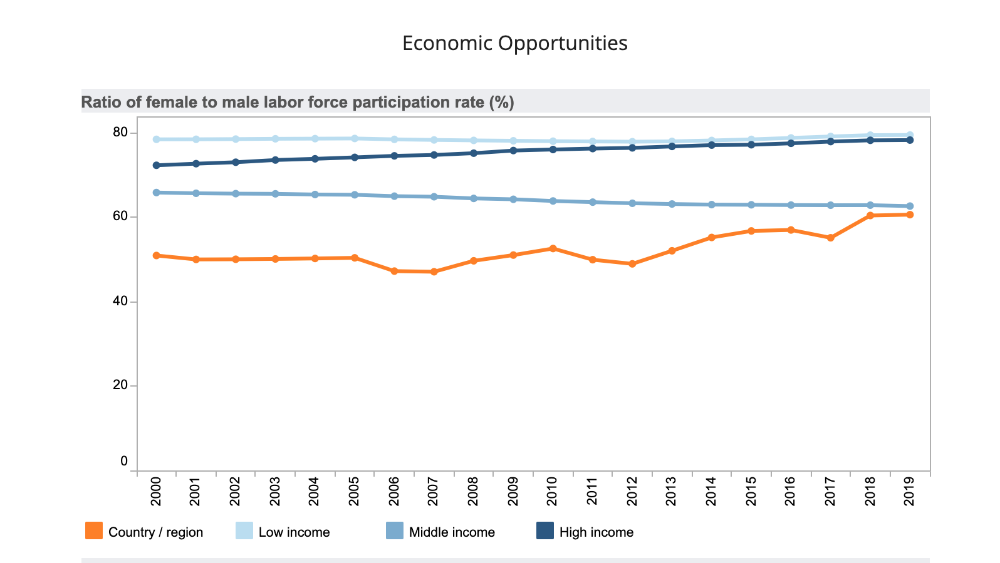 Economic Opportunities
Ratio of female to male labor force participation rate (%)
80
60
40
20
0
2000 2001 2002 2003 2004 2005 2006 2007 2008 2009 2010 2011 2012 2013 2014 2015 2016 2017 2018 2019
Country / region Low income Middle income High income